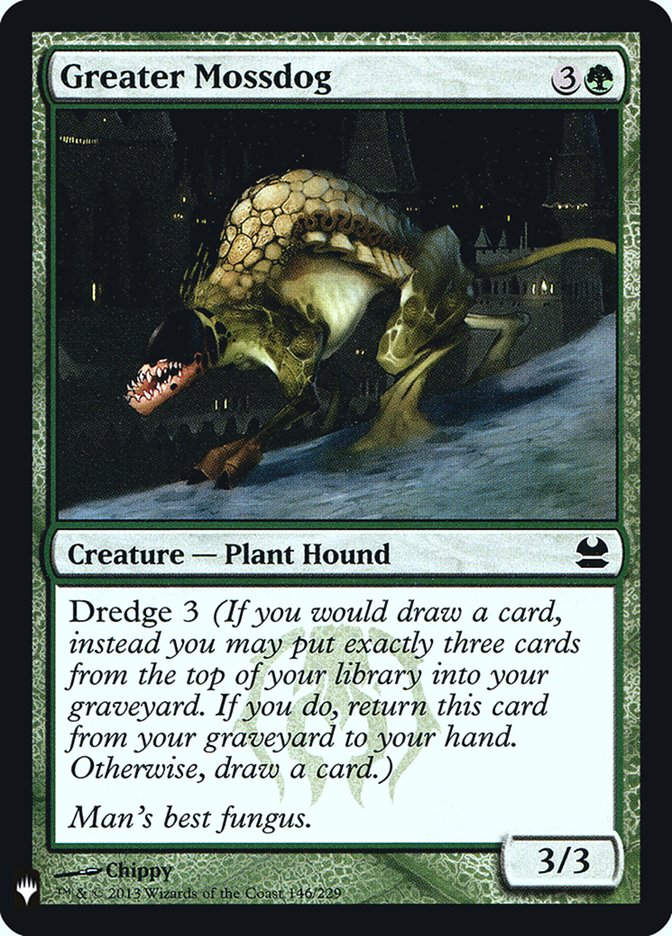 Greater Mossdog
3
Creature — Plant Hound
Dredge 3 (If you would draw a card,
instead you may put exactly three cards
from the top of your library into your
graveyard. If you do, return this card
from your graveyard to your hand.
Otherwise, draw a card.)
Man's best fungus.
3/3
Chippy
™ & © 2013 Wizards of the Coast 146/229